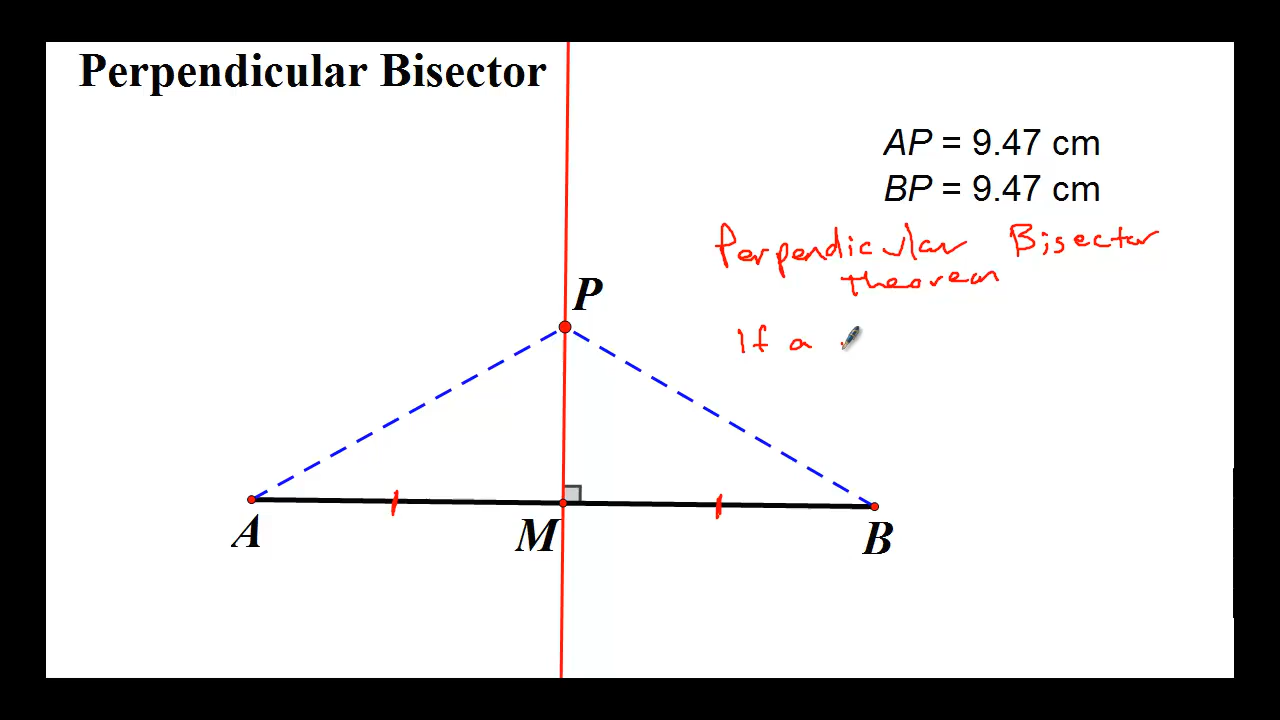 Perpendicular Bisector
AP = 9.47 cm
BP = 9.47 cm
Perpendicular Bisector
theorem
If a
P
A
M
B